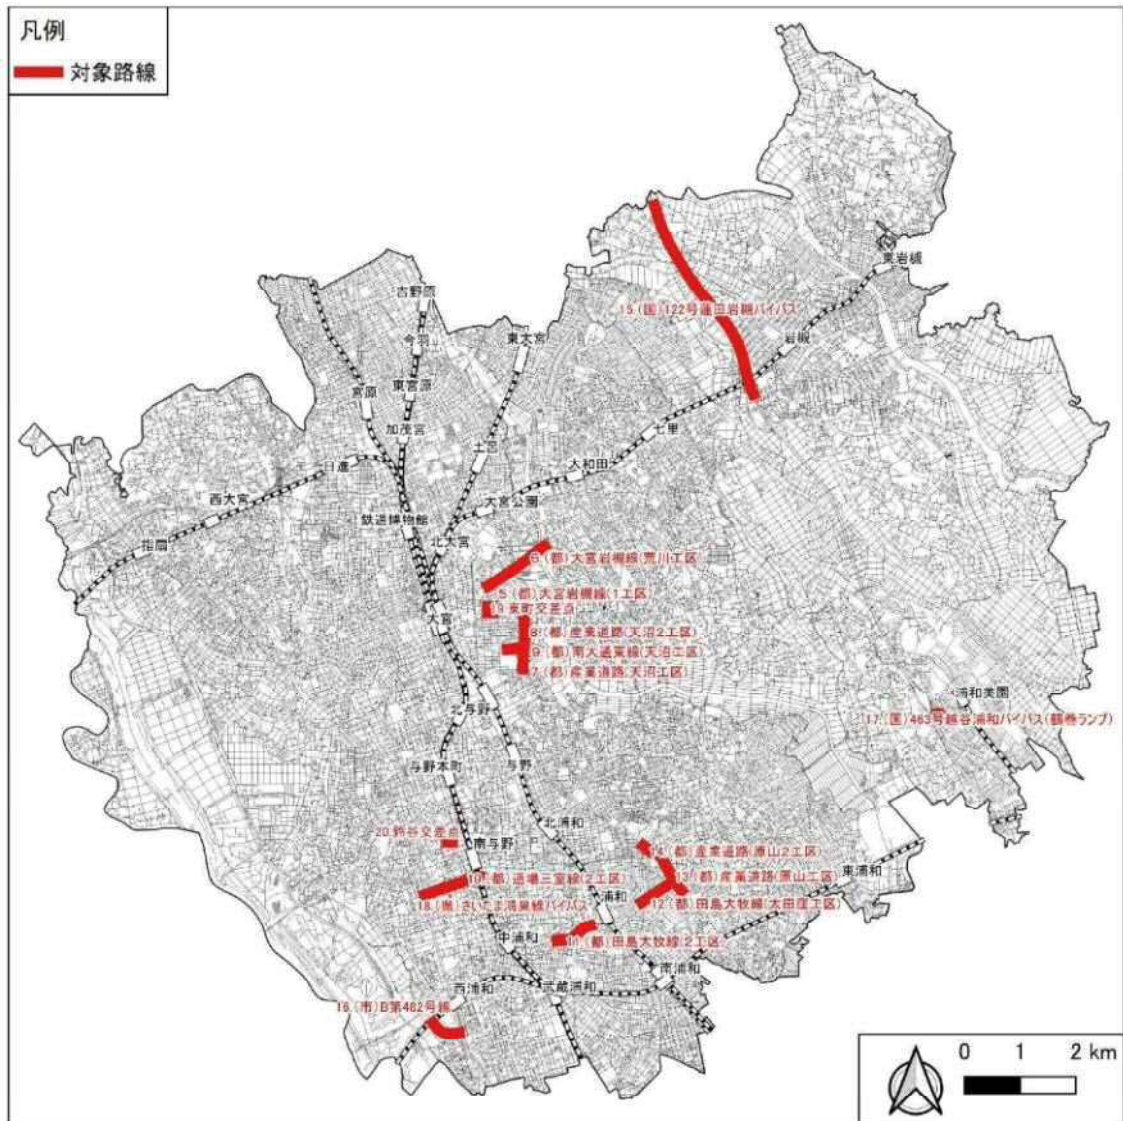 凡例
対象路線
東岩槻
吉野原
15.(国)122号蓮田岩槻バイパス
今羽
東大宮
岩槻
東宮原
宮原
加茂宮
七里
土呂
大和田
日進
西大宮
大宮公園
鉄道博物館
指扇
北大宮
6.(都)大宮岩槻線(荒川工区)
5.(都)大宮岩槻線(1工区)
19.東町交差点
大宮
8.(都)産業道路(天沼2工区)
9.(都)南大通東線(天沼工区)
7.(都)産業道路(天沼工区)
浦和美園
北与野
17.(国)463号越谷浦和バイパス(鶴巻ランプ)
与野本町
与野
北浦和
20.鈴谷交差点
南与野
14.(都)産業道路(原山2工区)
東浦和
10.(都)道場三室線(2工区)
13.(都)産業道路(原山工区)
浦和
18.(県)さいたま鴻巣線バイパス
12.(都)田島大牧線(太田窪工区)
中浦和
11.(都)田島大牧線(2工区)
南浦和
西浦和
武蔵浦和
16.(市)B第462号線
0 1 2 km